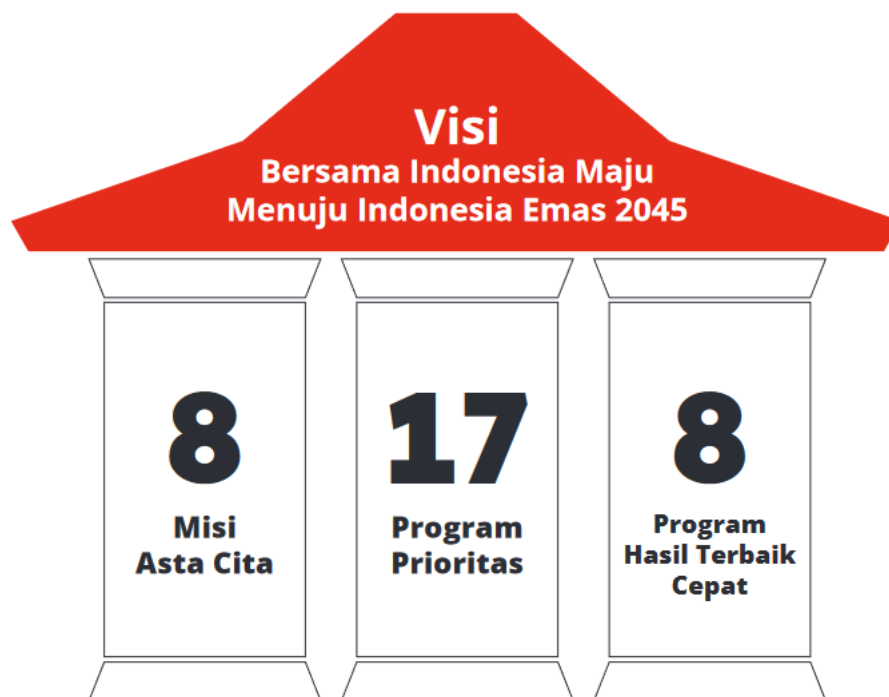 Visi
Bersama Indonesia Maju
Menuju Indonesia Emas 2045
8
Misi
Asta Cita
17
Program
Prioritas
8
Program
Hasil Terbaik
Cepat